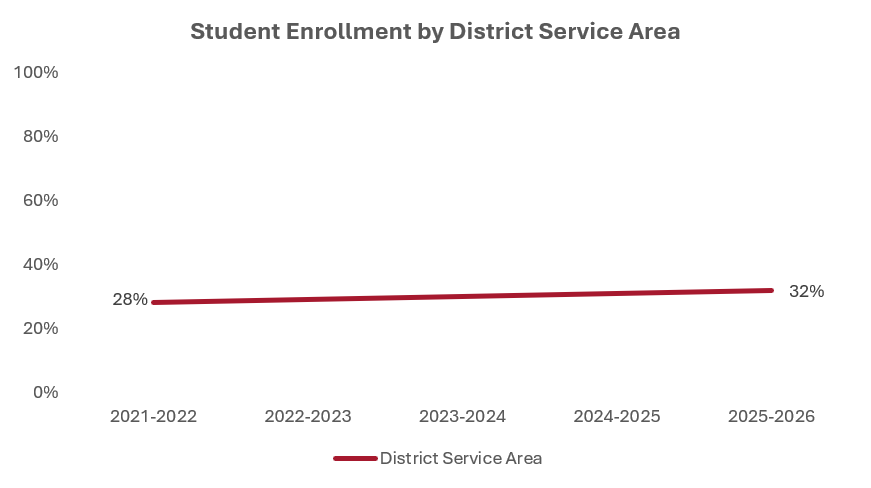 Student Enrollment by District Service Area
100%
80%
60%
40%
28%
32%
20%
0%
2021-2022 2022-2023 2023-2024 2024-2025 2025-2026
District Service Area